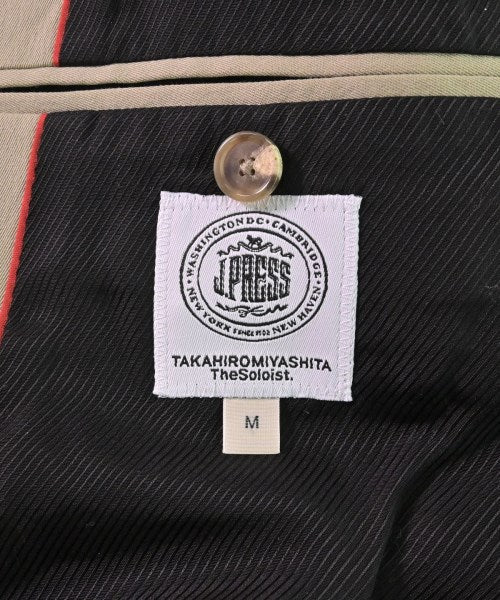 WASHINGTON DC • CAMBRIDGE •
NEW YORK
SINCE 1902
NEW HAVEN
J.PRESS
TAKAHIROMIYASHITA
TheSoloist.
M